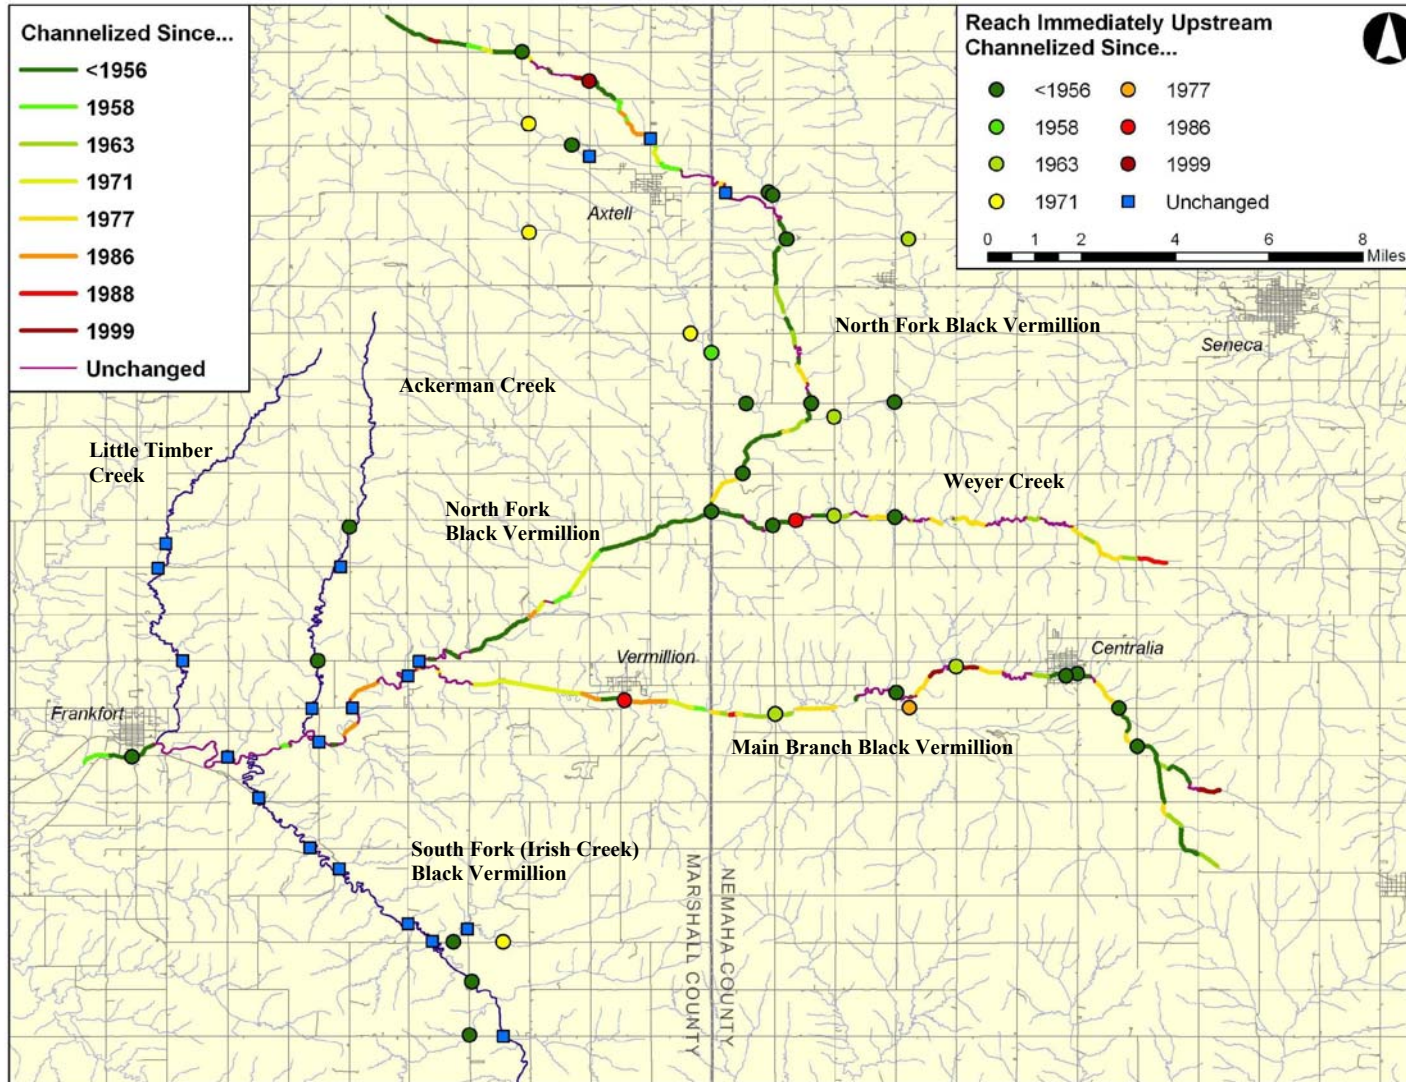 Channelized Since...
<1956
1958
1963
1971
1977
1986
1988
1999
Unchanged
Reach Immediately Upstream
Channelized Since...
<1956
1977
1958
1986
1963
1999
1971
Unchanged
0 1 2 4 6 8
Miles
Axtell
Seneca
North Fork Black Vermillion
Ackerman Creek
Little Timber
Creek
Weyer Creek
North Fork
Black Vermillion
Vermillion
Centralia
Frankfort
Main Branch Black Vermillion
South Fork (Irish Creek)
Black Vermillion
MARSHALL COUNTY
NEMAHA COUNTY